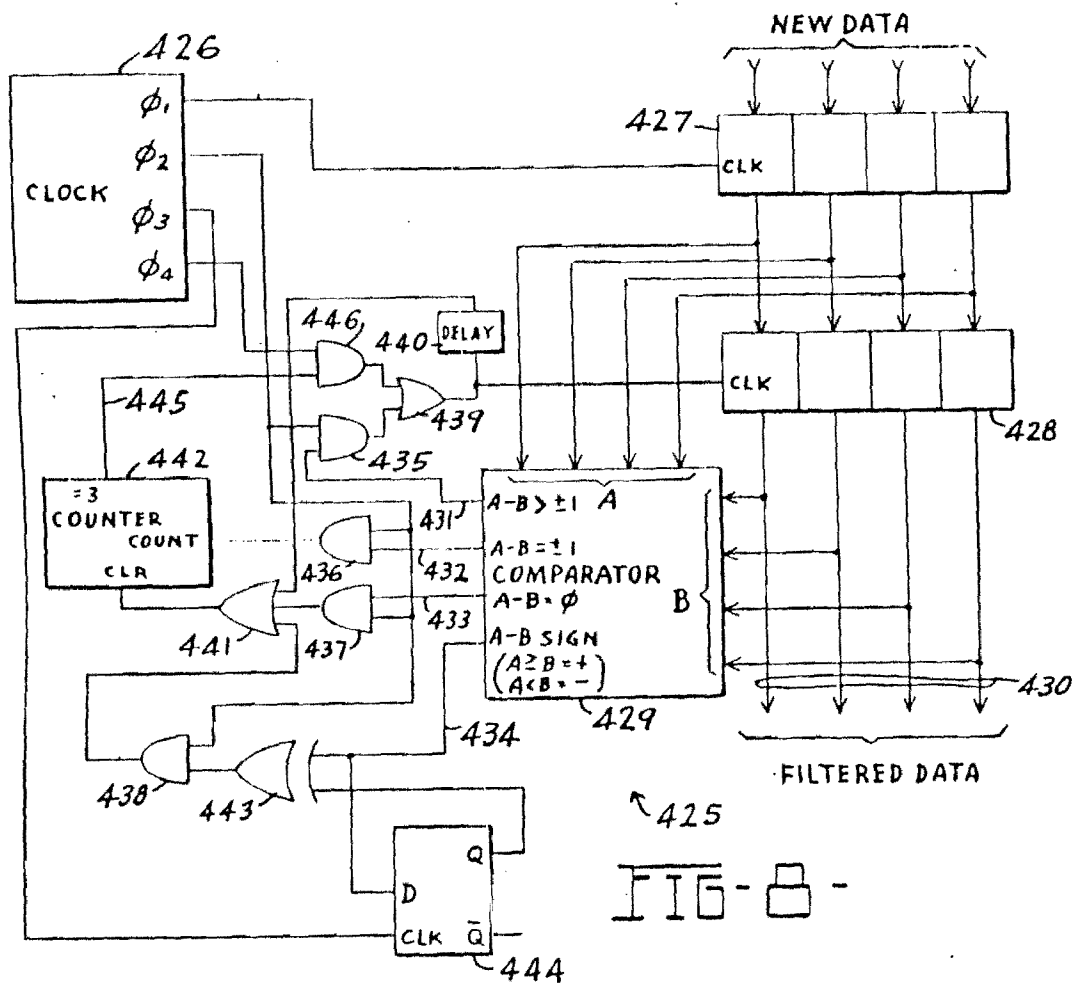 NEW DATA
426
ϕ1
ϕ2
CLOCK
ϕ3
ϕ4
427
CLK
446
440
DELAY
CLK
445
439
428
435
442
=3
COUNTER
COUNT
CLR
431
A-B > ±1
A
436
432
A-B = ±1
COMPARATOR
B
433
A-B = ϕ
441
437
A-B SIGN
(A≥B = +
A<B = -)
430
429
434
438
443
FILTERED DATA
425
Q
D
CLK
Q̅
444
FIG-8-